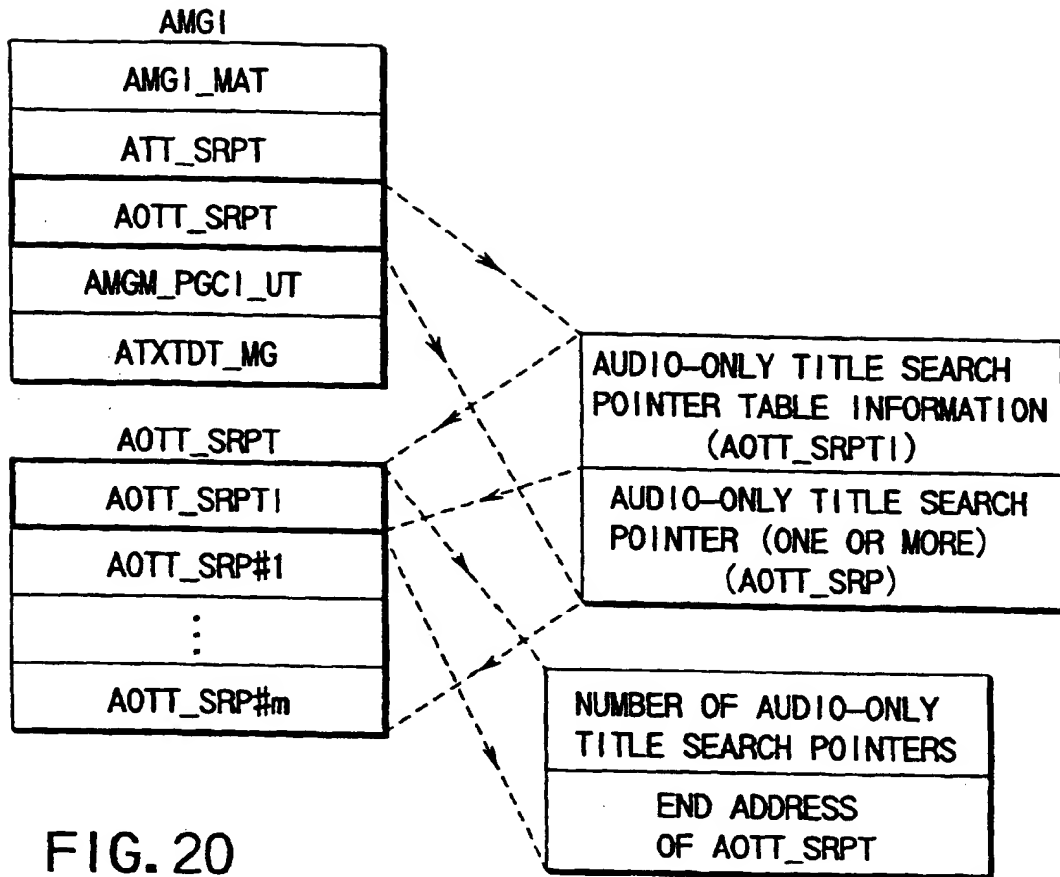 AMGI
AMGI_MAT
ATT_SRPT
AOTT_SRPT
AMGM_PGCI_UT
ATXTDT_MG
AUDIO-ONLY TITLE SEARCH
POINTER TABLE INFORMATION
(AOTT_SRPTI)
AUDIO-ONLY TITLE SEARCH
POINTER (ONE OR MORE)
(AOTT_SRP)
AOTT_SRPT
AOTT_SRPTI
AOTT_SRP#1
⋮
AOTT_SRP#m
NUMBER OF AUDIO-ONLY
TITLE SEARCH POINTERS
END ADDRESS
OF AOTT_SRPT
FIG. 20